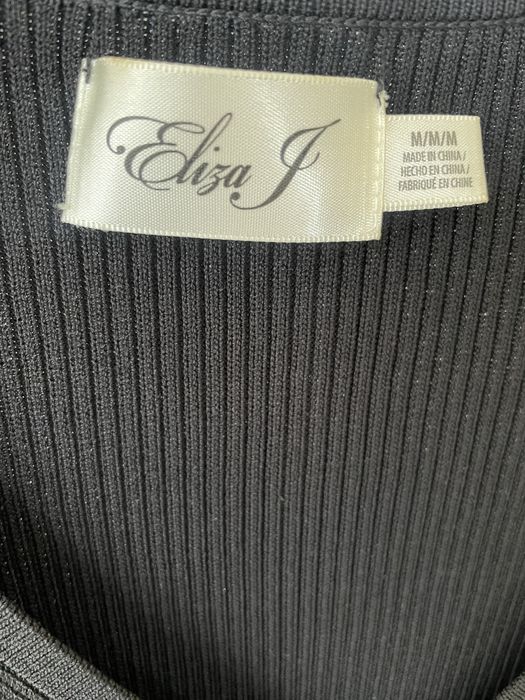 Eliza J
M/M/M
MADE IN CHINA /
HECHO EN CHINA /
FABRIQUÉ EN CHINE